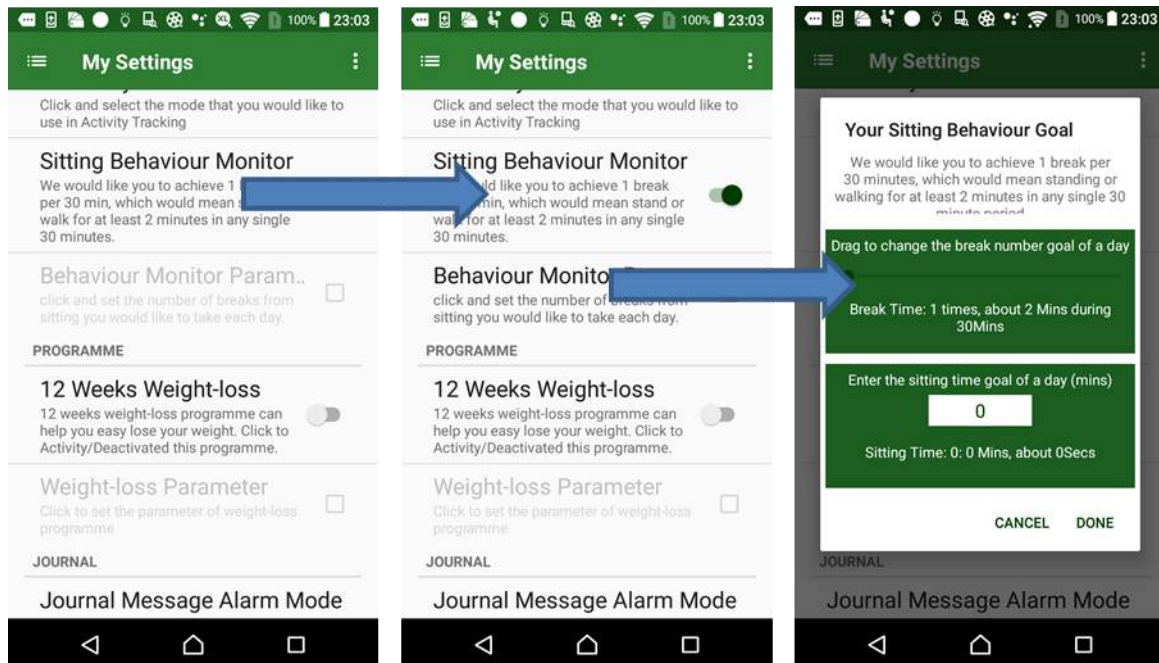 100% 23:03
My Settings
Click and select the mode that you would like to
use in Activity Tracking
Sitting Behaviour Monitor
We would like you to achieve 1
per 30 min, which would mean
walk for at least 2 minutes in any single
30 minutes.
Behaviour Monitor Param..
click and set the number of breaks from
sitting you would like to take each day.
PROGRAMME
12 Weeks Weight-loss
12 weeks weight-loss programme can
help you easy lose your weight. Click to
Activity/Deactivated this programme.
Weight-loss Parameter
Click to set the parameter of weight-loss
programme
JOURNAL
Journal Message Alarm Mode
100% 23:03
My Settings
Click and select the mode that you would like to
use in Activity Tracking
Sitting Behaviour Monitor
like you to achieve 1 break
min, which would mean stand or
walk for at least 2 minutes in any single
30 minutes.
Behaviour Monitor
click and set the number of breaks from
sitting you would like to take each day.
PROGRAMME
12 Weeks Weight-loss
12 weeks weight-loss programme can
help you easy lose your weight. Click to
Activity/Deactivated this programme.
Weight-loss Parameter
Click to set the parameter of weight-loss
programme
JOURNAL
Journal Message Alarm Mode
100% 23:03
My Settings
Your Sitting Behaviour Goal
We would like you to achieve 1 break per
30 minutes, which would mean standing or
walking for at least 2 minutes in any single 30
minute period
Drag to change the break number goal of a day
Break Time: 1 times, about 2 Mins during
30Mins
Enter the sitting time goal of a day (mins)
0
Sitting Time: 0: 0 Mins, about 0Secs
CANCEL DONE
JOURNAL
Journal Message Alarm Mode